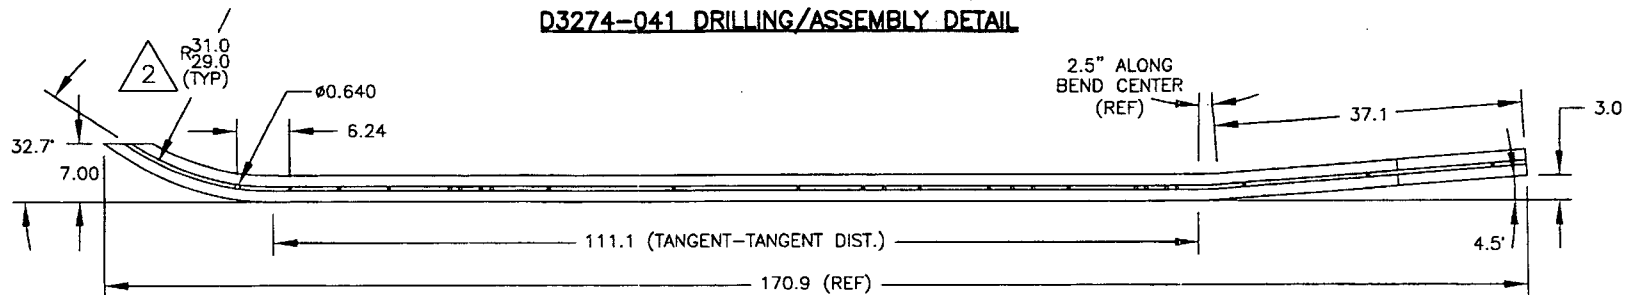 D3274-041 DRILLING/ASSEMBLY DETAIL
2
R31.0
29.0
(TYP)
ø0.640
6.24
2.5" ALONG
BEND CENTER
(REF)
37.1
3.0
32.7°
7.00
111.1 (TANGENT-TANGENT DIST.)
4.5°
170.9 (REF)